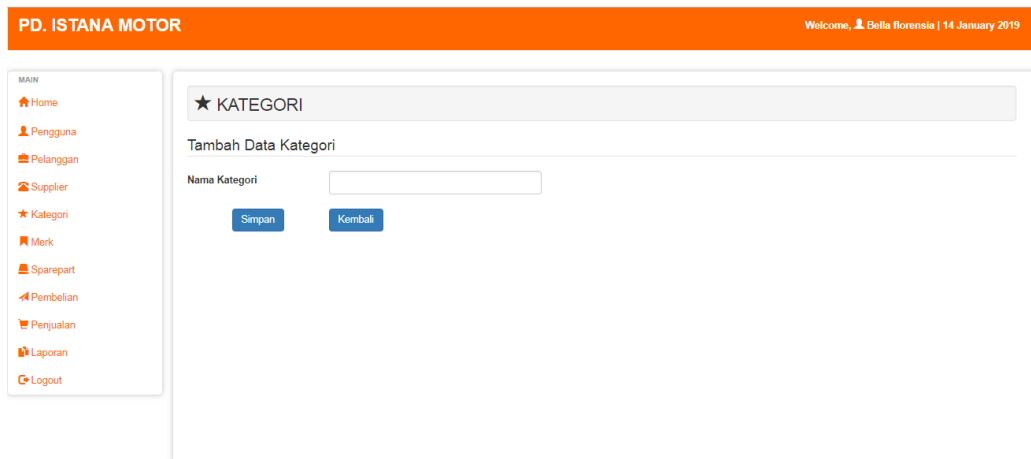 PD. ISTANA MOTOR
Welcome, Bella florensia | 14 January 2019
MAIN
Home
Pengguna
Pelanggan
Supplier
Kategori
Merk
Sparepart
Pembelian
Penjualan
Laporan
Logout
KATEGORI
Tambah Data Kategori
Nama Kategori
Simpan Kembali